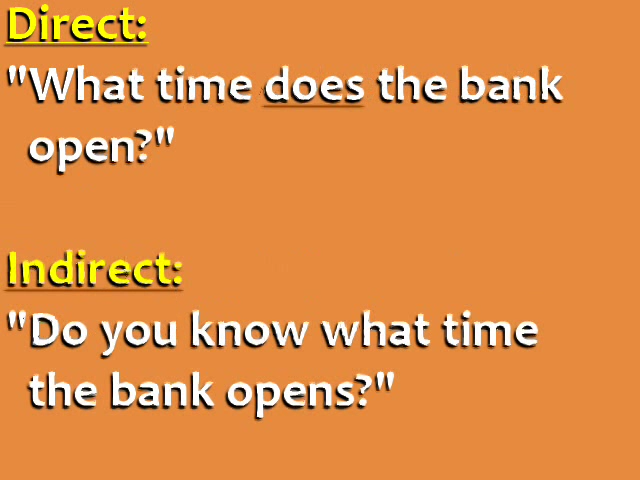 Direct:
"What time does the bank
open?"
Indirect:
"Do you know what time
the bank opens?"